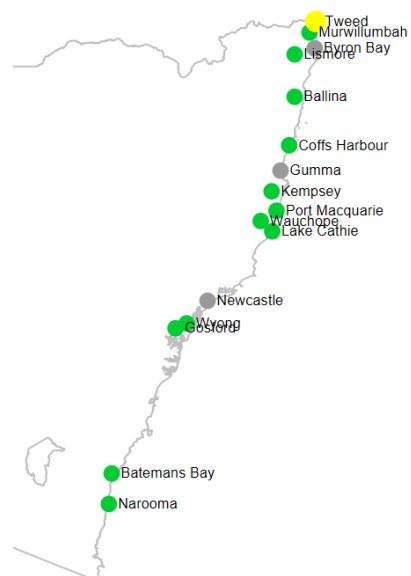 Tweed
Murwillumbah
Byron Bay
Lismore
Ballina
Coffs Harbour
Gumma
Kempsey
Port Macquarie
Wauchope
Lake Cathie
Newcastle
Wyong
Gosford
Batemans Bay
Narooma